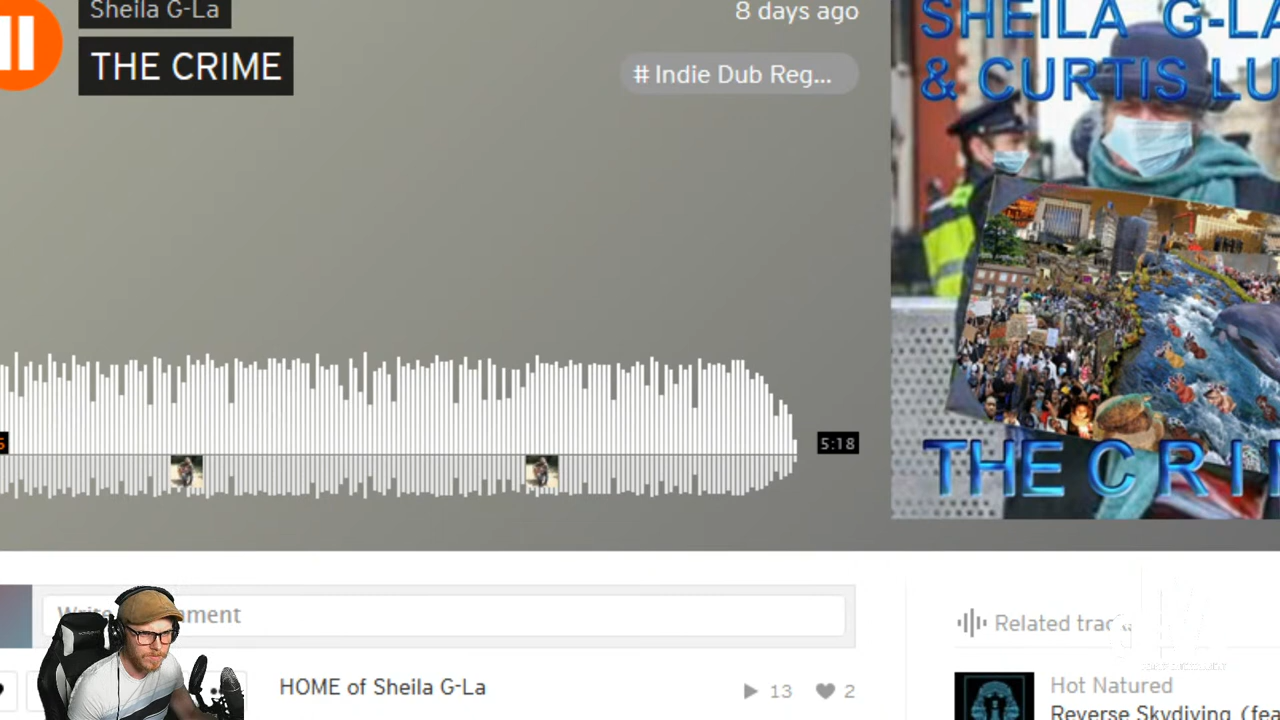 Sheila G-La
THE CRIME
8 days ago
# Indie Dub Reg...
SHEILA G-LA
& CURTIS LU
THE CRI
5:18
ment
HOME of Sheila G-La
13
2
Related trac
Hot Natured
Reverse Skydiving (fea